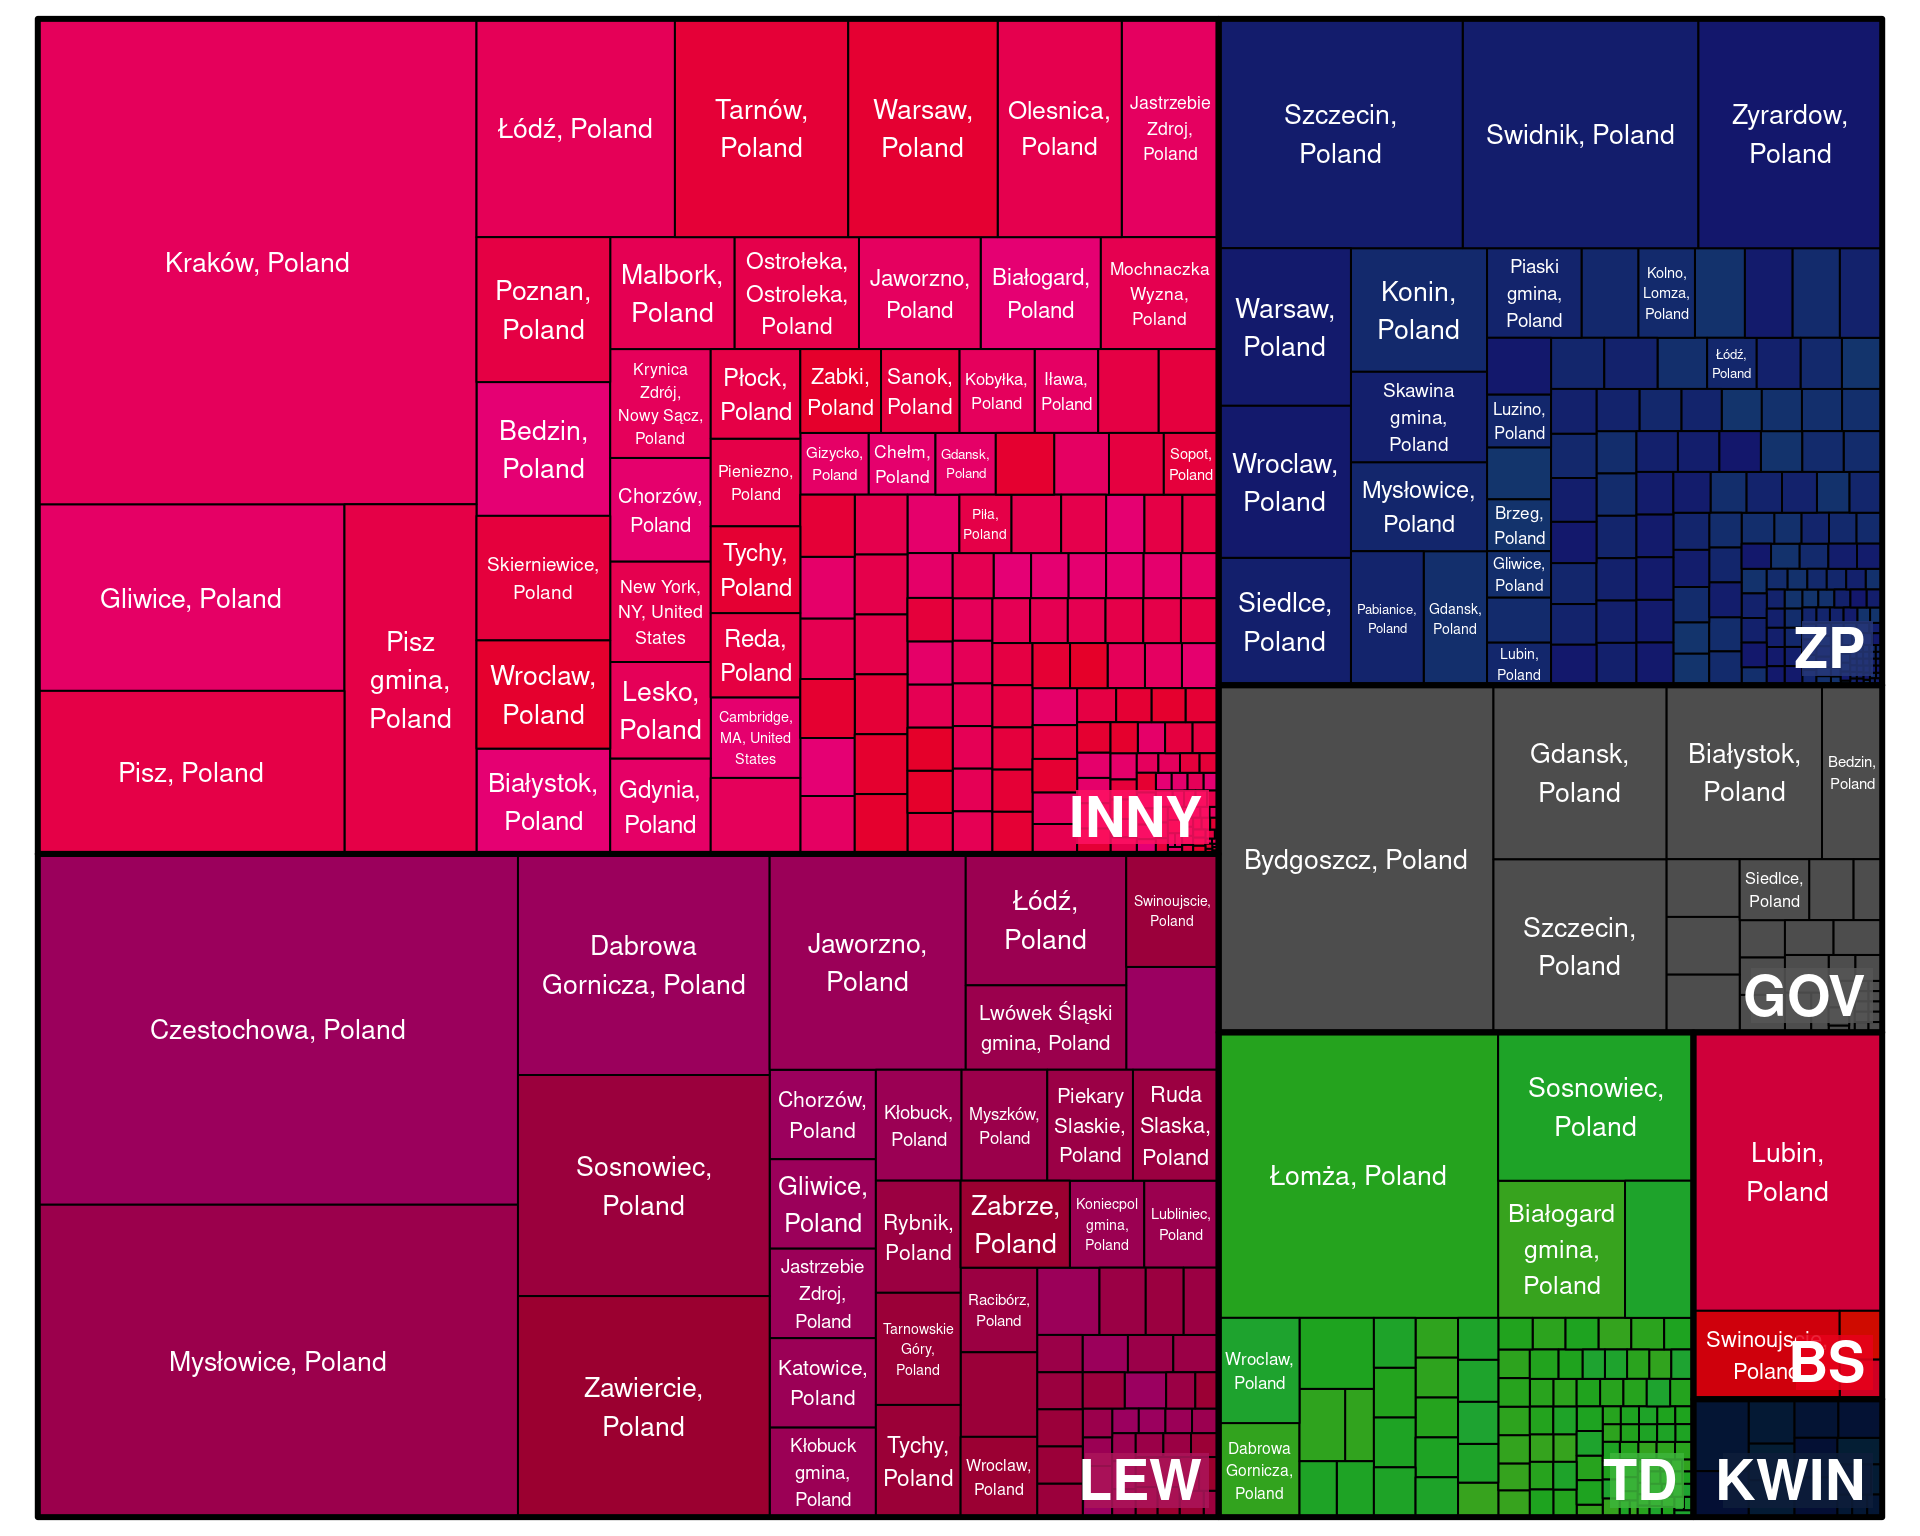 Kraków, Poland
Gliwice, Poland
Pisz, Poland
Pisz
gmina,
Poland
Łódź, Poland
Tarnów,
Poland
Warsaw,
Poland
Olesnica,
Poland
Jastrzebie
Zdroj,
Poland
Poznan,
Poland
Bedzin,
Poland
Skierniewice,
Poland
Wroclaw,
Poland
Białystok,
Poland
Malbork,
Poland
Ostrołeka,
Ostroleka,
Poland
Jaworzno,
Poland
Białogard,
Poland
Mochnaczka
Wyzna,
Poland
Krynica
Zdrój,
Nowy Sącz,
Poland
Chorzów,
Poland
New York,
NY, United
States
Lesko,
Poland
Gdynia,
Poland
Płock,
Poland
Pieniezno,
Poland
Tychy,
Poland
Reda,
Poland
Cambridge,
MA, United
States
Zabki,
Poland
Sanok,
Poland
Kobyłka,
Poland
Iława,
Poland
Gizycko,
Poland
Chełm,
Poland
Gdansk,
Poland
Sopot,
Poland
Piła,
Poland
INNY
Czestochowa, Poland
Mysłowice, Poland
Dabrowa
Gornicza, Poland
Sosnowiec,
Poland
Zawiercie,
Poland
Jaworzno,
Poland
Łódź,
Poland
Swinoujscie,
Poland
Lwówek Śląski
gmina, Poland
Chorzów,
Poland
Gliwice,
Poland
Jastrzebie
Zdroj,
Poland
Katowice,
Poland
Kłobuck
gmina,
Poland
Kłobuck,
Poland
Myszków,
Poland
Piekary
Slaskie,
Poland
Ruda
Slaska,
Poland
Rybnik,
Poland
Tarnowskie
Góry,
Poland
Tychy,
Poland
Zabrze,
Poland
Koniecpol
gmina,
Poland
Lubliniec,
Poland
Racibórz,
Poland
Wroclaw,
Poland
LEW
Szczecin,
Poland
Swidnik, Poland
Zyrardow,
Poland
Warsaw,
Poland
Wroclaw,
Poland
Siedlce,
Poland
Konin,
Poland
Skawina
gmina,
Poland
Mysłowice,
Poland
Pabianice,
Poland
Gdansk,
Poland
Piaski
gmina,
Poland
Kolno,
Lomza,
Poland
Łódź,
Poland
Luzino,
Poland
Brzeg,
Poland
Gliwice,
Poland
Lubin,
Poland
ZP
Bydgoszcz, Poland
Gdansk,
Poland
Białystok,
Poland
Bedzin,
Poland
Szczecin,
Poland
Siedlce,
Poland
GOV
Łomża, Poland
Sosnowiec,
Poland
Białogard
gmina,
Poland
Wroclaw,
Poland
Dabrowa
Gornicza,
Poland
TD
Lubin,
Poland
Swinoujscie
Poland
BS
KWIN